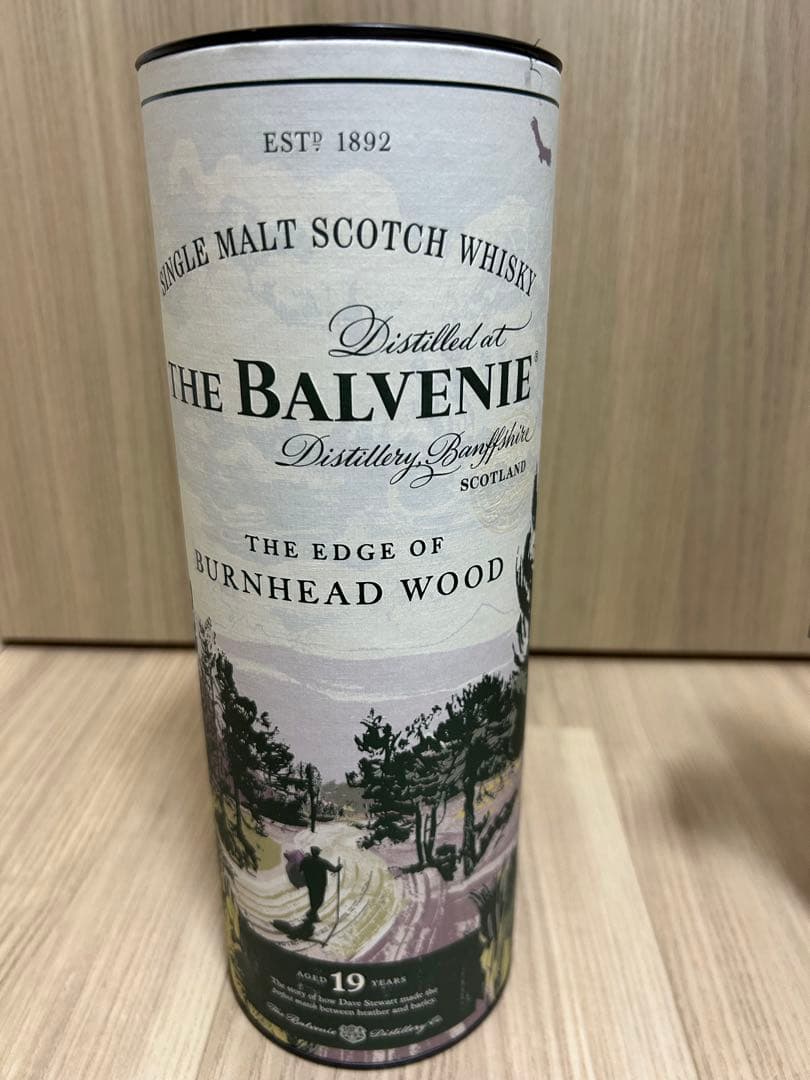 ESTD 1892
SINGLE MALT SCOTCH WHISKY
Distilled at
THE BALVENIE®
Distillery, Banffshire
SCOTLAND
THE EDGE OF
BURNHEAD WOOD
AGED 19 YEARS
The story of how Dave Stewart made the
perfect match between heather and barley.
The Balvenie Distillery Co